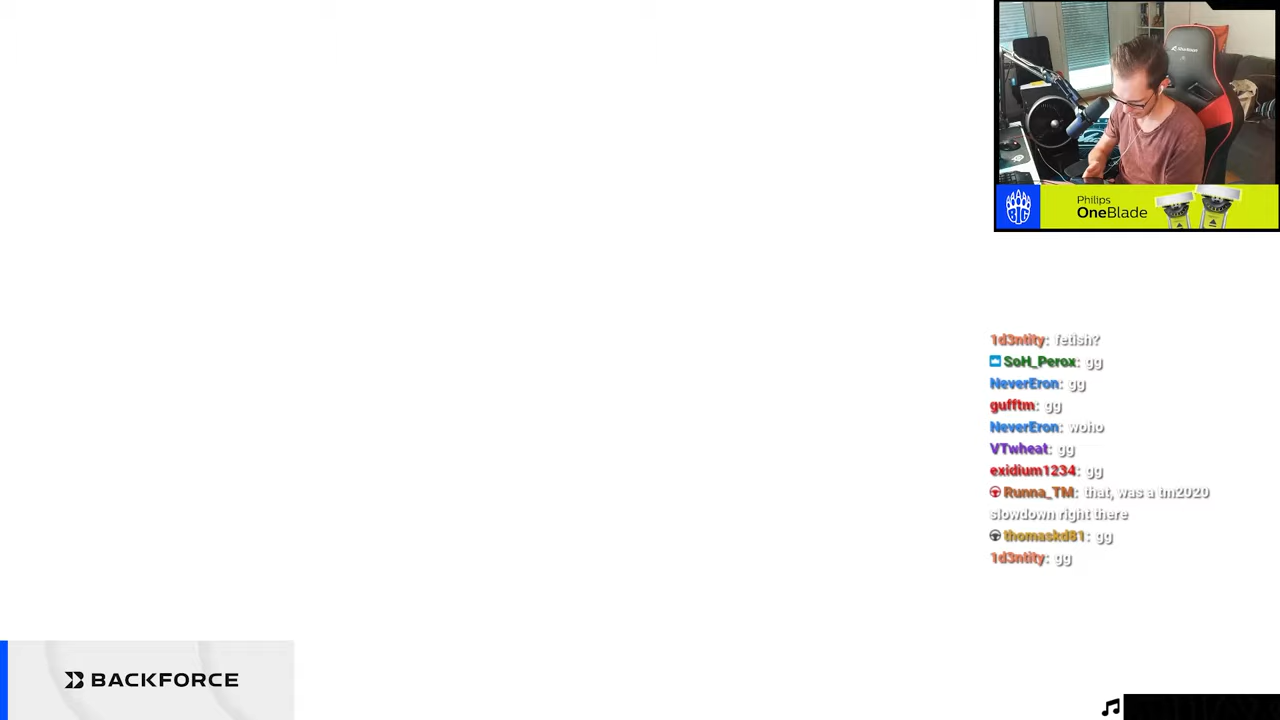 Philips
OneBlade
1d3ntity: fetish?
SoH_Perox: gg
NeverEron: gg
gufftm: gg
NeverEron: woho
VTwheat: gg
exidium1234: gg
Runna_TM: that, was a tm2020
slowdown right there
thomaskd81: gg
1d3ntity: gg
BACKFORCE